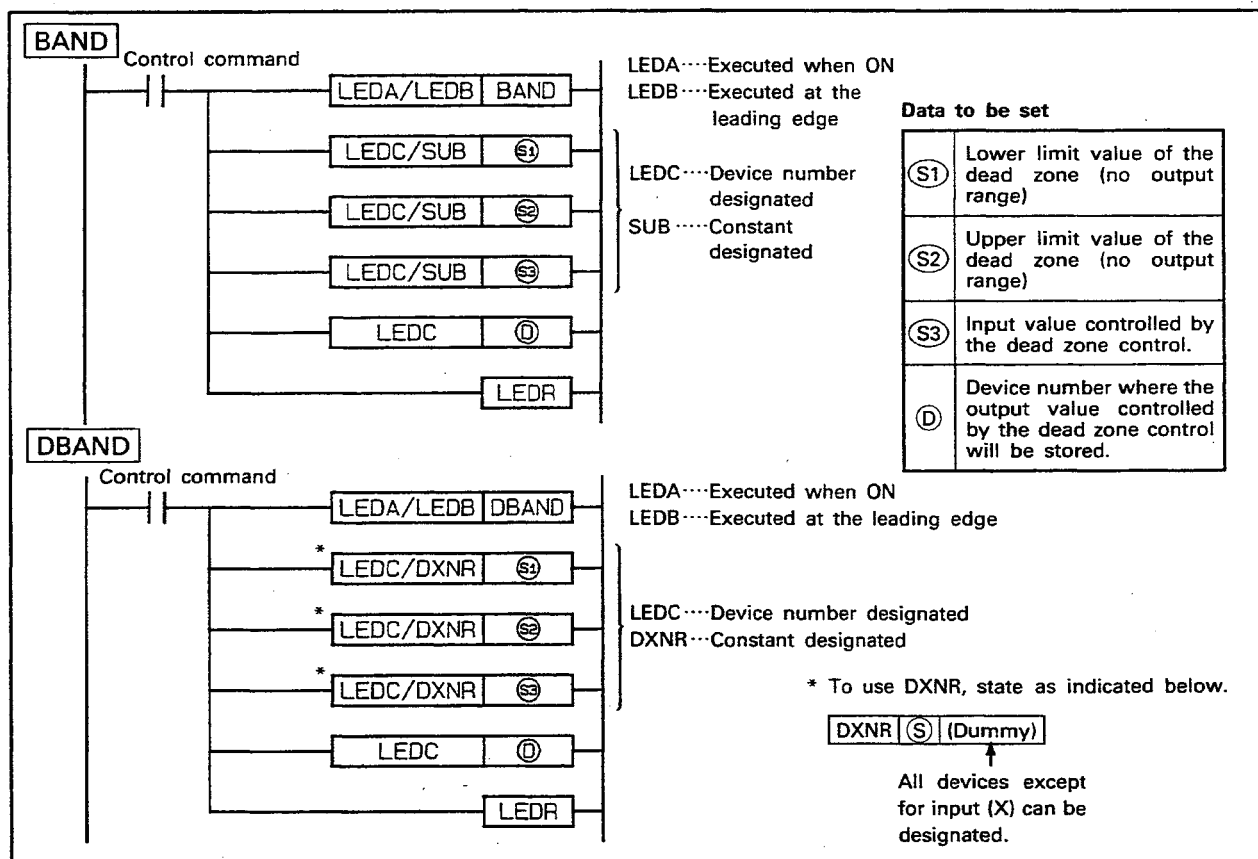 BAND
Control command
LEDA/LEDB BAND
LEDC/SUB S1
LEDC/SUB S2
LEDC/SUB S3
LEDC D
LEDR
LEDA····Executed when ON
LEDB····Executed at the
leading edge
LEDC····Device number
designated
SUB ·····Constant
designated
Data to be set
S1 Lower limit value of the
dead zone (no output
range)
S2 Upper limit value of the
dead zone (no output
range)
S3 Input value controlled by
the dead zone control.
D Device number where the
output value controlled
by the dead zone control
will be stored.
DBAND
Control command
LEDA/LEDB DBAND
* LEDC/DXNR S1
* LEDC/DXNR S2
* LEDC/DXNR S3
LEDC D
LEDR
LEDA····Executed when ON
LEDB····Executed at the leading edge
LEDC····Device number designated
DXNR···Constant designated
* To use DXNR, state as indicated below.
DXNR S (Dummy)
All devices except
for input (X) can be
designated.